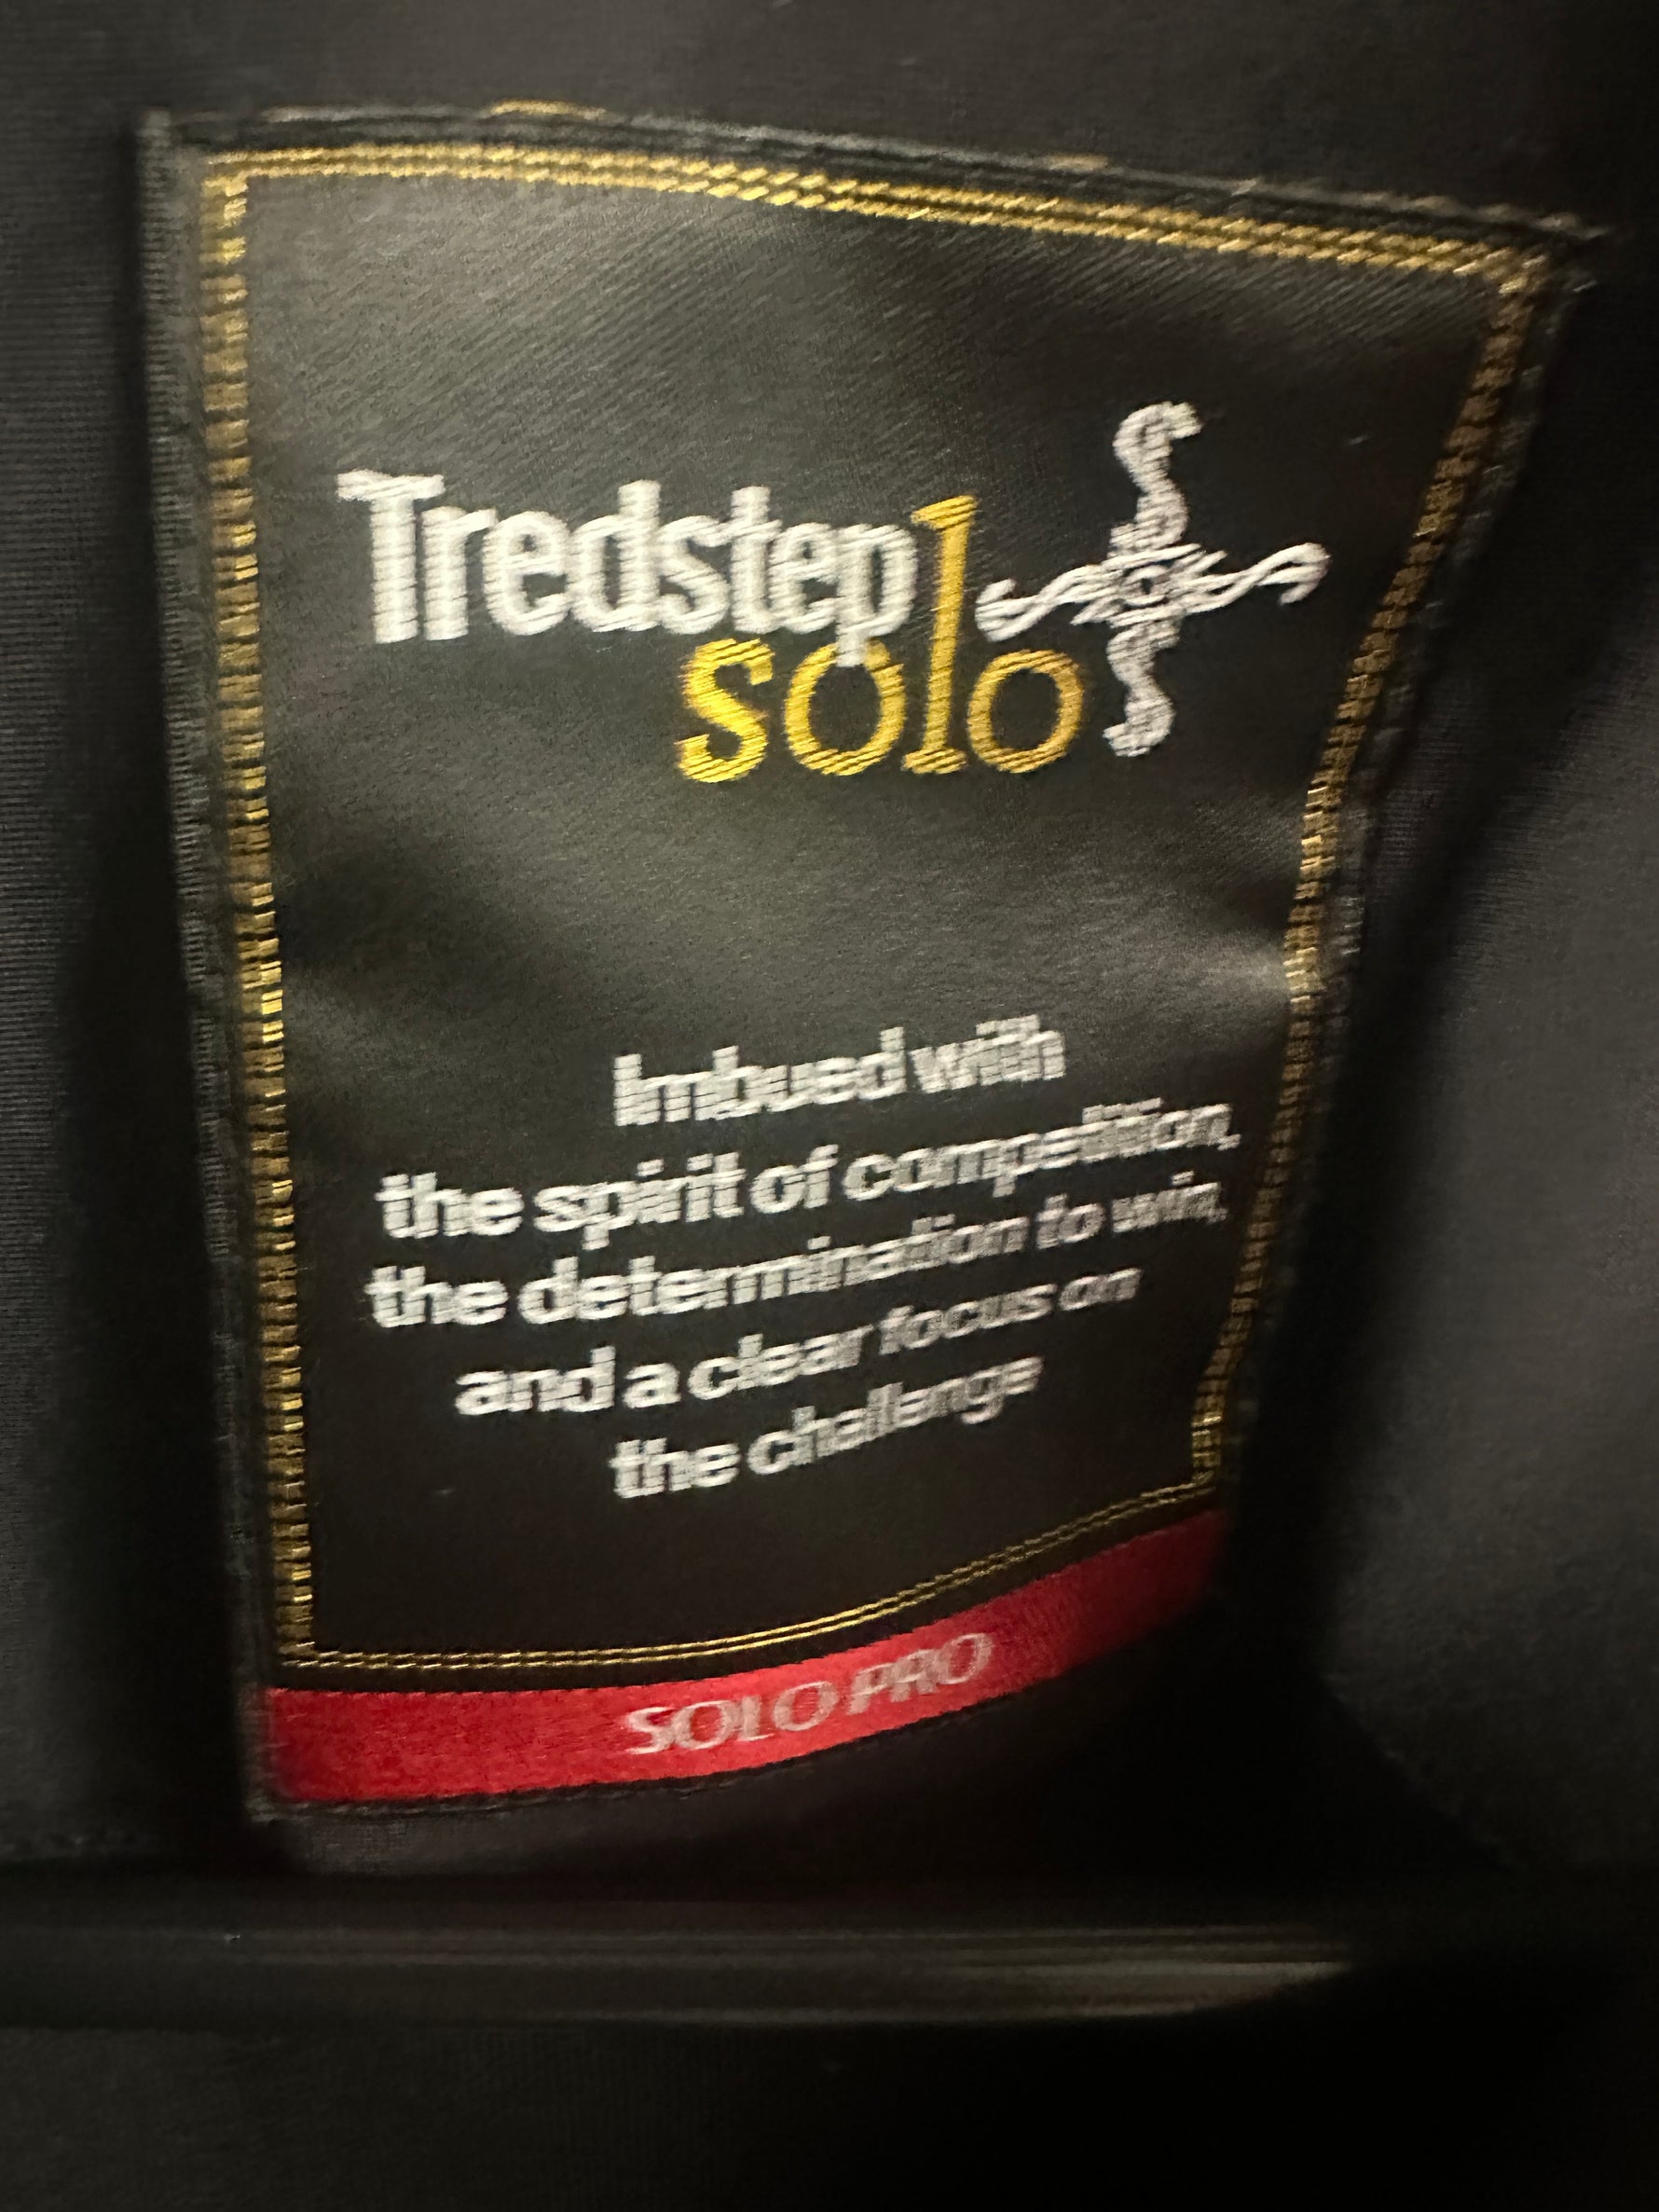 Tredstep
solo
Imbued with
the spirit of competition,
the determination to win,
and a clear focus on
the challenge
SOLO PRO